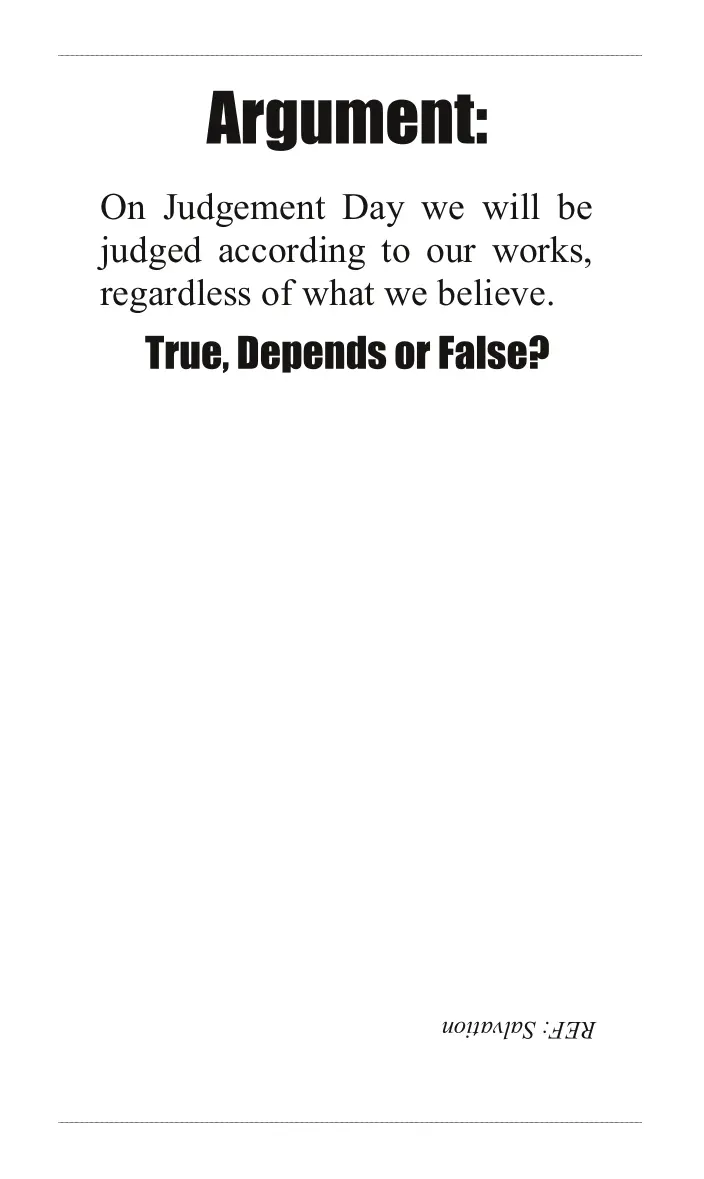 Argument:
On Judgement Day we will be
judged according to our works,
regardless of what we believe.
True, Depends or False?
REF: Salvation